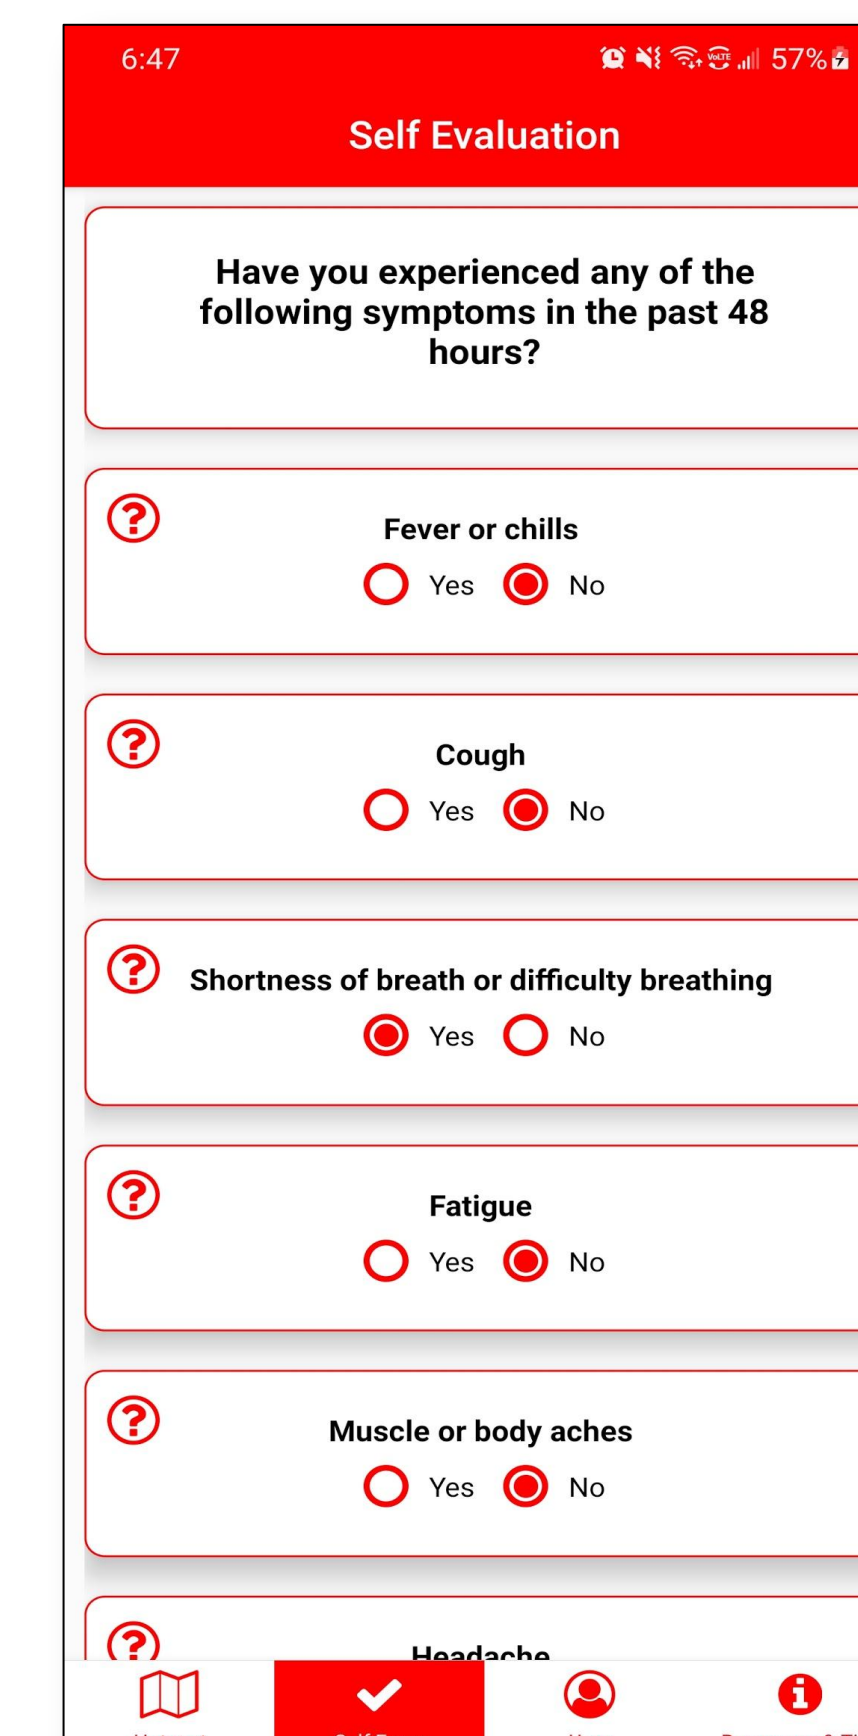 6:47 VoLTE 57%
Self Evaluation
Have you experienced any of the
following symptoms in the past 48
hours?
Fever or chills
Yes No
Cough
Yes No
Shortness of breath or difficulty breathing
Yes No
Fatigue
Yes No
Muscle or body aches
Yes No
Headache